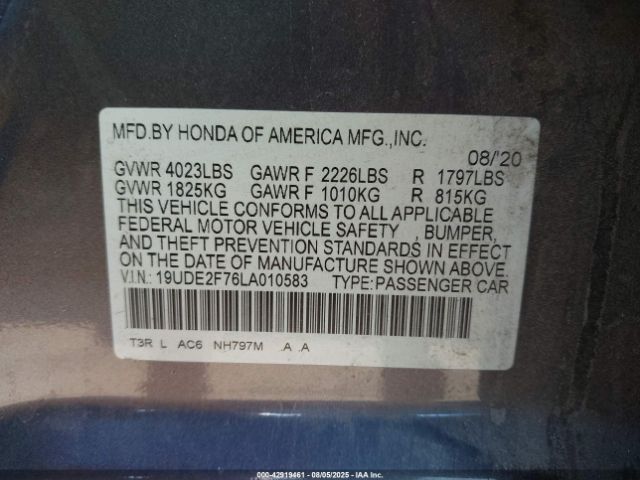 MFD.BY HONDA OF AMERICA MFG.,INC.
08/'20
GVWR 4023LBS GAWR F 2226LBS R 1797LBS
GVWR 1825KG GAWR F 1010KG R 815KG
THIS VEHICLE CONFORMS TO ALL APPLICABLE
FEDERAL MOTOR VEHICLE SAFETY , BUMPER,
AND THEFT PREVENTION STANDARDS IN EFFECT
ON THE DATE OF MANUFACTURE SHOWN ABOVE.
V.I.N.: 19UDE2F76LA010583 TYPE:PASSENGER CAR
T3R L AC6 NH797M .A .A
000-42919461 - 08/05/2025 - IAA Inc.